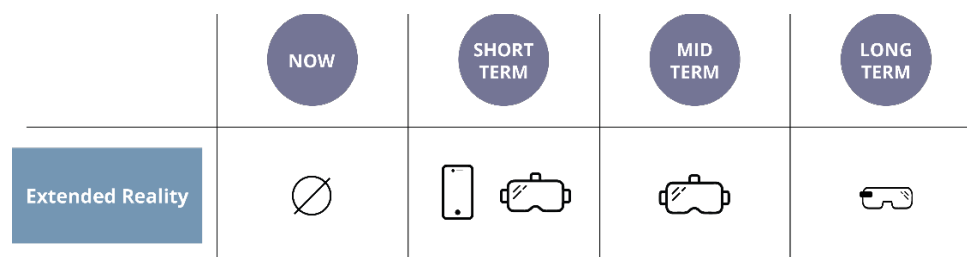 NOW
SHORT
TERM
MID
TERM
LONG
TERM
Extended Reality